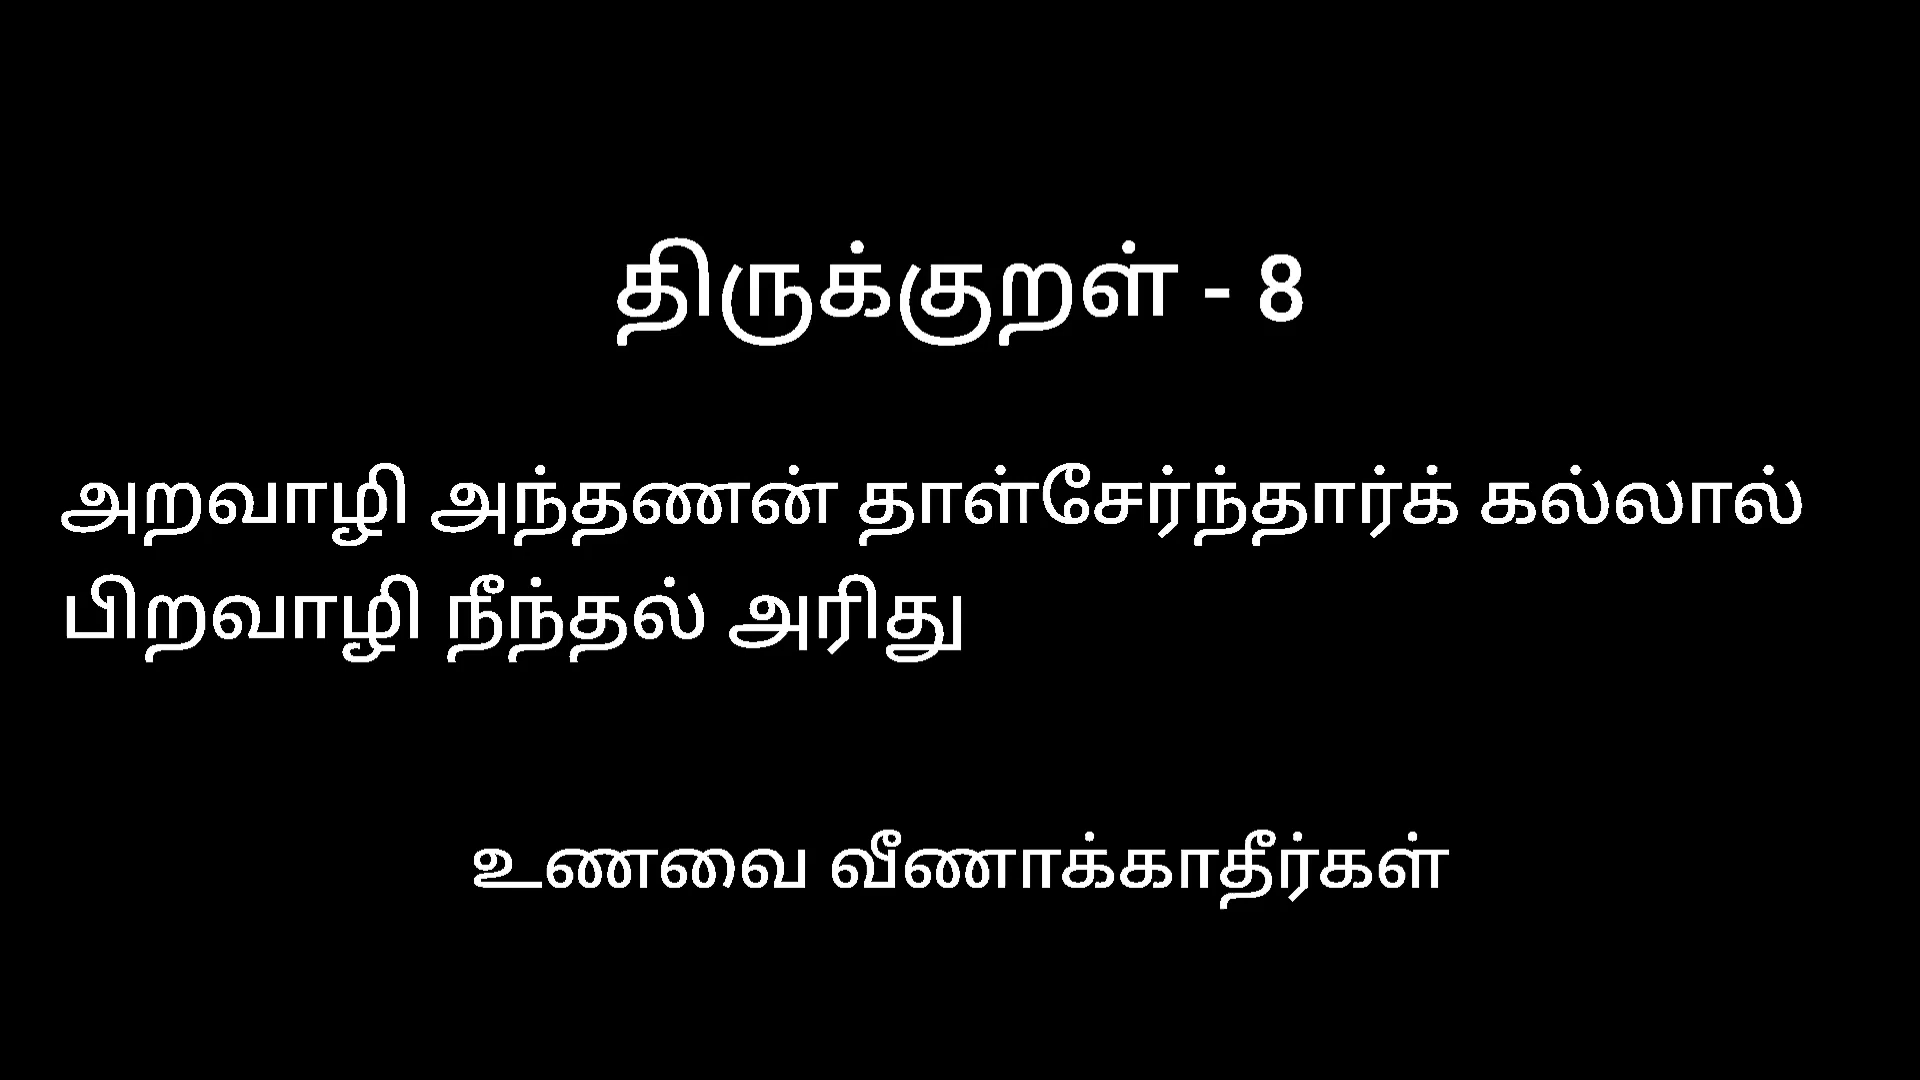 திருக்குறள் - 8
அறவாழி அந்தணன் தாள்சேர்ந்தார்க் கல்லால்
பிறவாழி நீந்தல் அரிது
உணவை வீணாக்காதீர்கள்